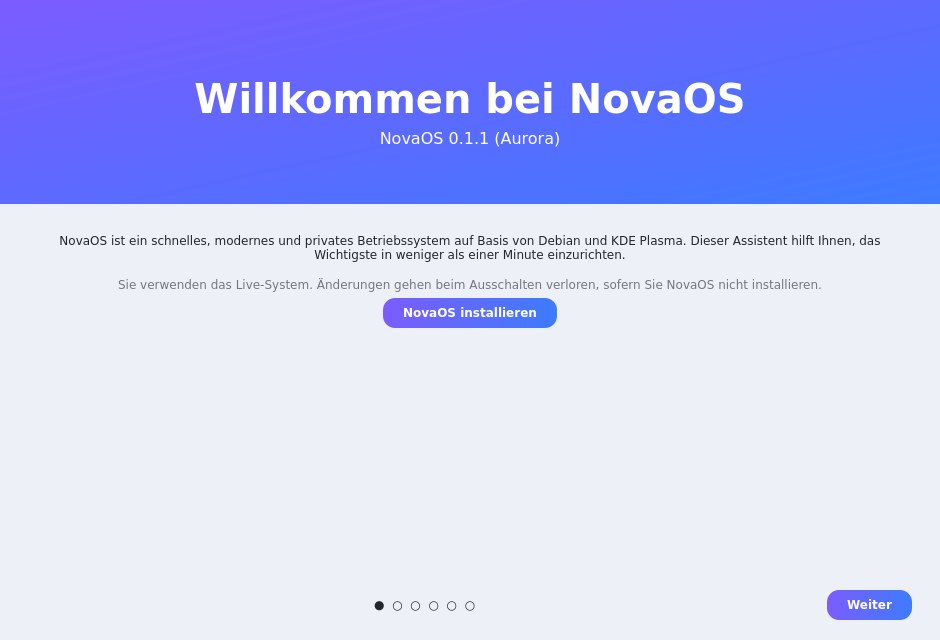 Willkommen bei NovaOS
NovaOS 0.1.1 (Aurora)
NovaOS ist ein schnelles, modernes und privates Betriebssystem auf Basis von Debian und KDE Plasma. Dieser Assistent hilft Ihnen, das
Wichtigste in weniger als einer Minute einzurichten.
Sie verwenden das Live-System. Änderungen gehen beim Ausschalten verloren, sofern Sie NovaOS nicht installieren.
NovaOS installieren
Weiter